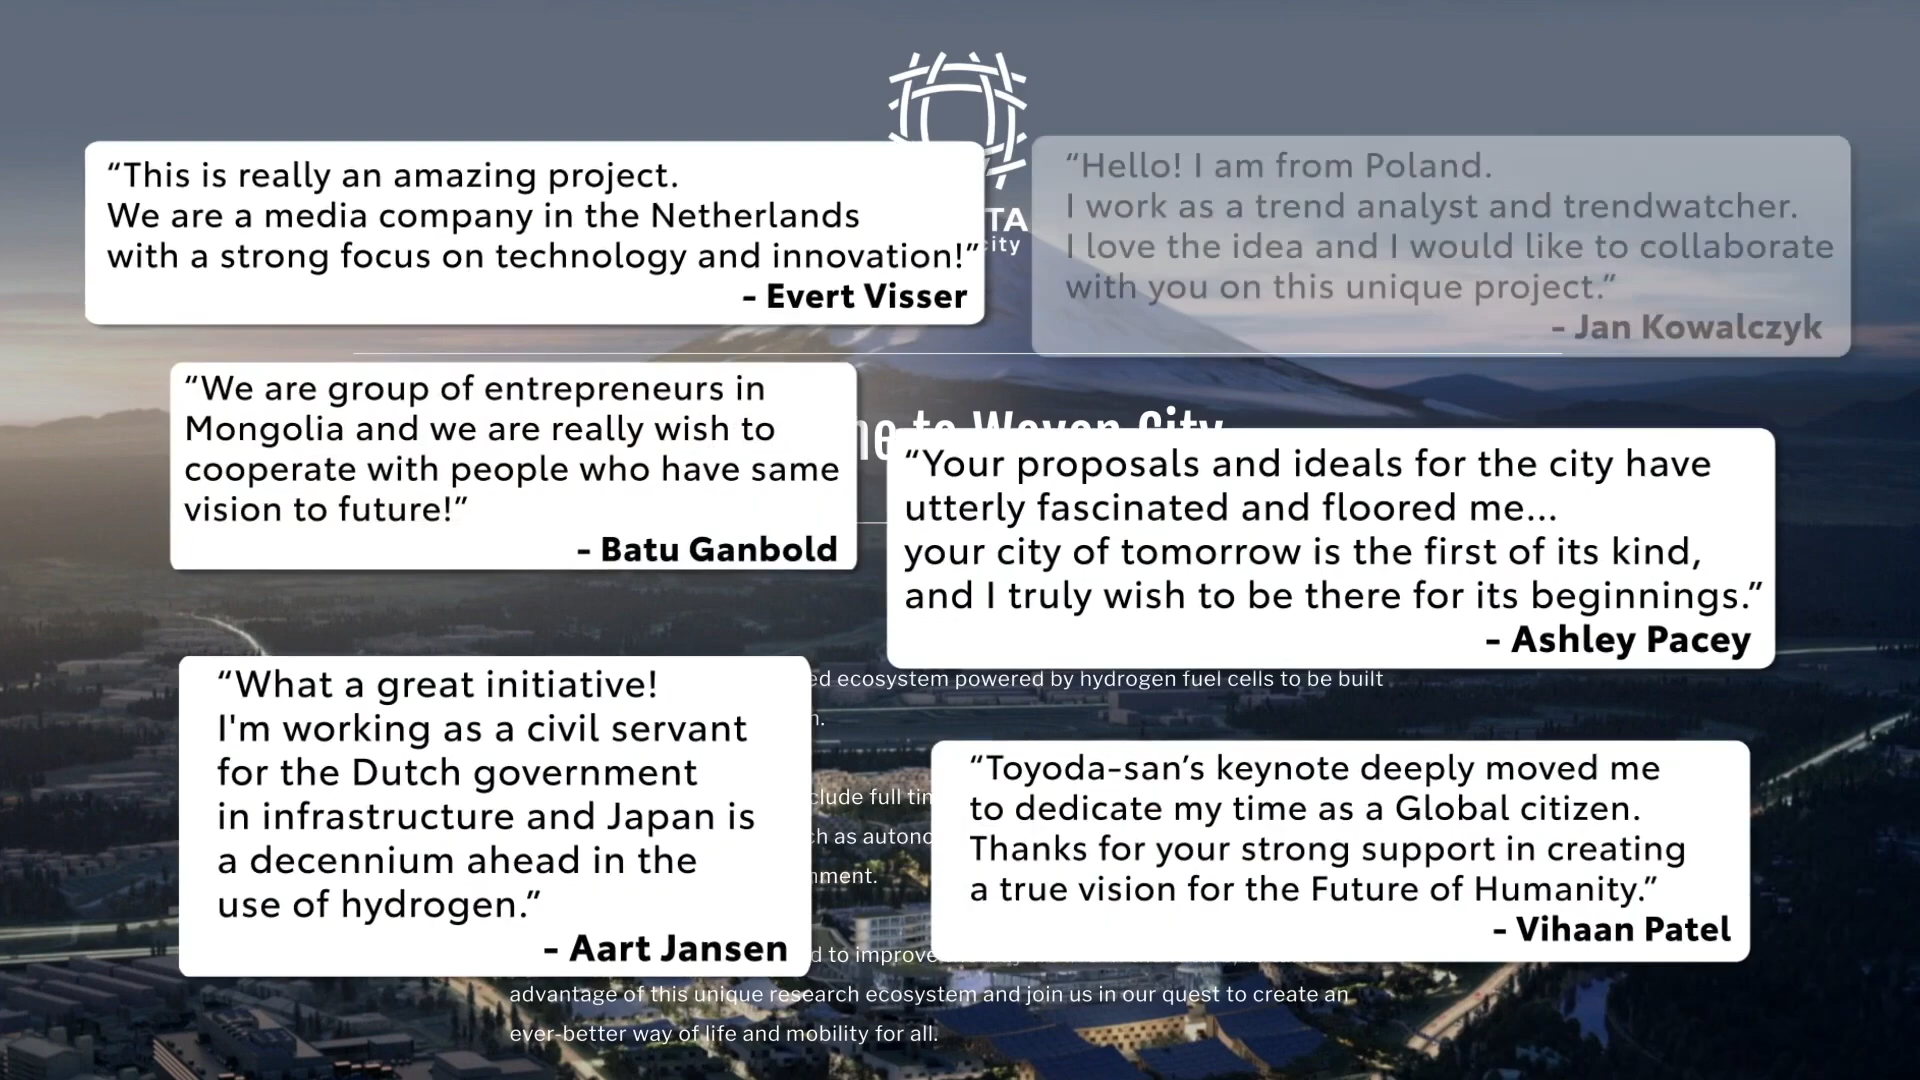 “This is really an amazing project.
We are a media company in the Netherlands
with a strong focus on technology and innovation!”
- Evert Visser
“Hello! I am from Poland.
I work as a trend analyst and trendwatcher.
I love the idea and I would like to collaborate
with you on this unique project.”
- Jan Kowalczyk
“We are group of entrepreneurs in
Mongolia and we are really wish to
cooperate with people who have same
vision to future!”
- Batu Ganbold
to Woven City
“Your proposals and ideals for the city have
utterly fascinated and floored me...
your city of tomorrow is the first of its kind,
and I truly wish to be there for its beginnings.”
- Ashley Pacey
“What a great initiative!
I'm working as a civil servant
for the Dutch government
in infrastructure and Japan is
a decennium ahead in the
use of hydrogen.”
- Aart Jansen
ecosystem powered by hydrogen fuel cells to be built
“Toyoda-san’s keynote deeply moved me
to dedicate my time as a Global citizen.
Thanks for your strong support in creating
a true vision for the Future of Humanity.”
- Vihaan Patel
full
as
to improve
advantage of this unique research ecosystem and join us in our quest to create an
ever-better way of life and mobility for all.